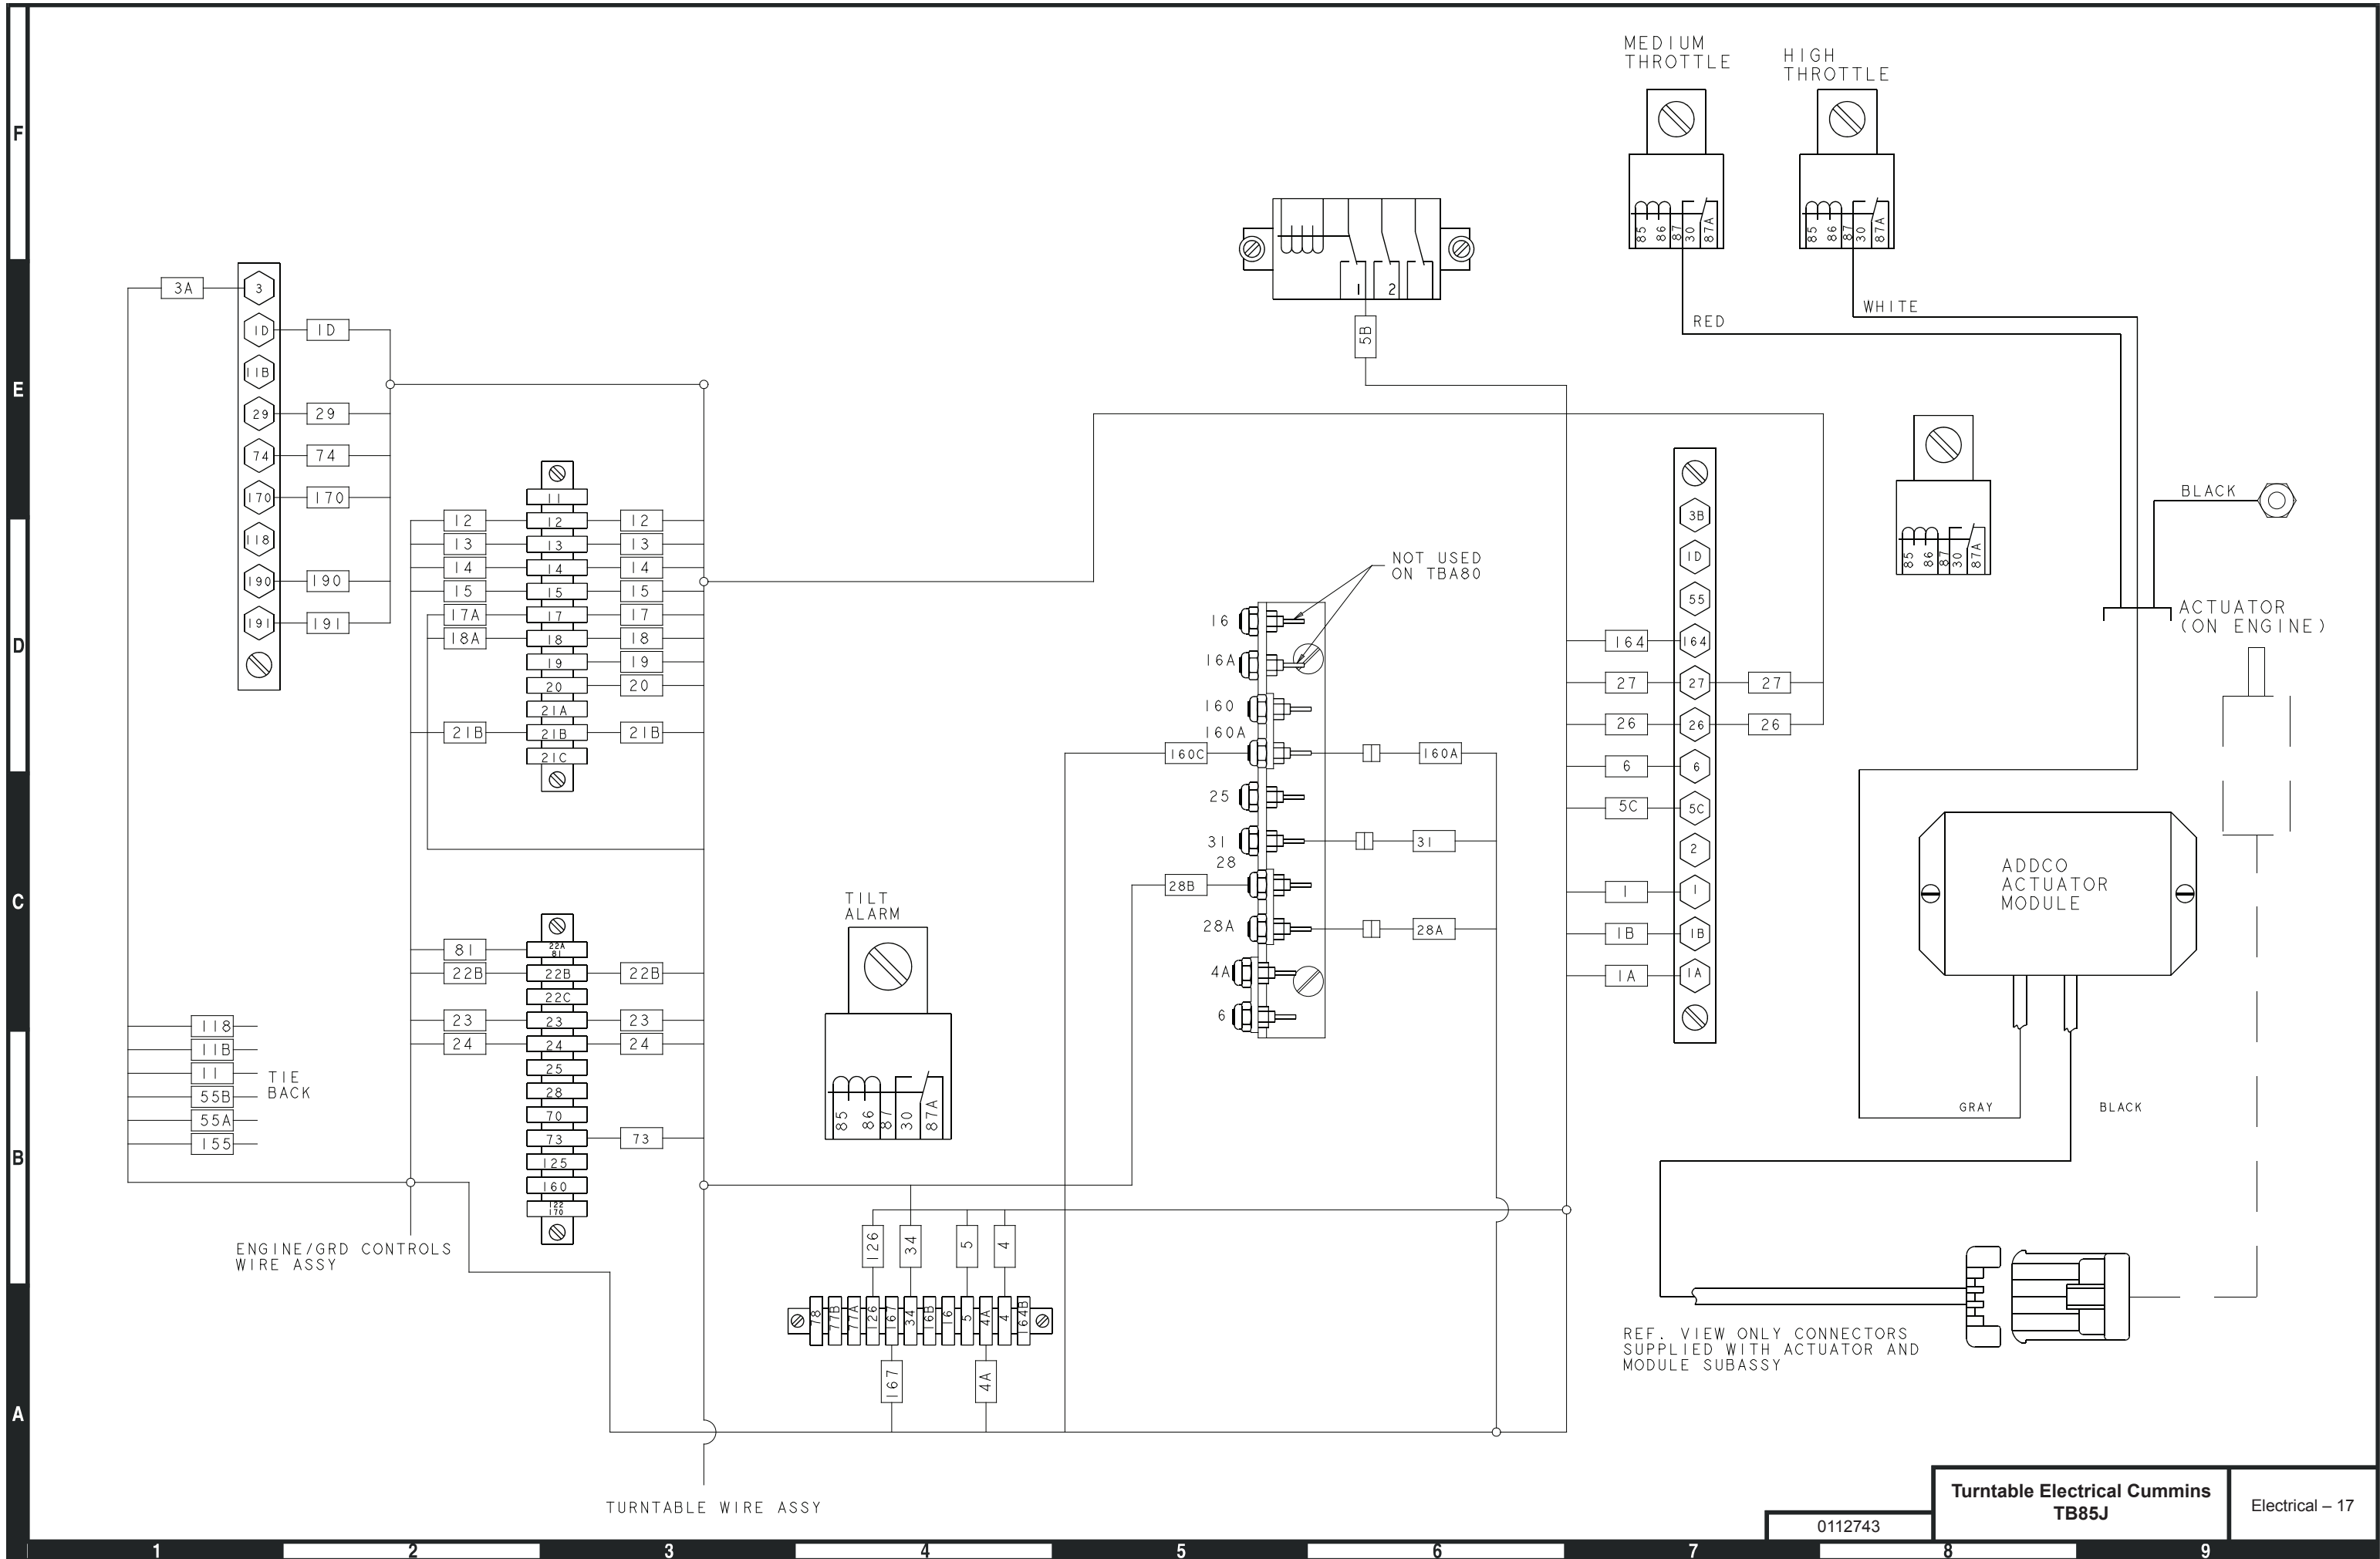 MEDIUM
THROTTLE
HIGH
THROTTLE
85 86 87 30 87A
85 86 87 30 87A
F
1 2
5B
RED
WHITE
3A 3
1D 1D
11B
29 29
74 74
170 170
118
190 190
191 191
E
11
12 12 12
13 13 13
14 14 14
15 15 15
17A 17 17
18A 18 18
19 19
20 20
21A
21B 21B 21B
21C
NOT USED
ON TBA80
16
16A
160
160A
160C 160A
25
31 31
28
28B
28A 28A
4A
6
3B
1D
55
164 164
27 27 27
26 26 26
6 6
5C 5C
2
1 1
1B 1B
1A 1A
85 86 87 30 87A
BLACK
ACTUATOR
(ON ENGINE)
D
ADDCO
ACTUATOR
MODULE
C
TILT
ALARM
85 86 87 30 87A
81 22A
81
22B 22B 22B
22C
23 23 23
24 24 24
25
28
70
73 73
125
160
122
170
118
11B
11
55B
55A
155
TIE
BACK
GRAY
BLACK
B
ENGINE/GRD CONTROLS
WIRE ASSY
126 34 5 4
78 77B 77A 126 167 34 16B 16 5 4A 4 164B
167 4A
REF. VIEW ONLY CONNECTORS
SUPPLIED WITH ACTUATOR AND
MODULE SUBASSY
A
TURNTABLE WIRE ASSY
0112743
Turntable Electrical Cummins
TB85J
Electrical – 17
1 2 3 4 5 6 7 8 9